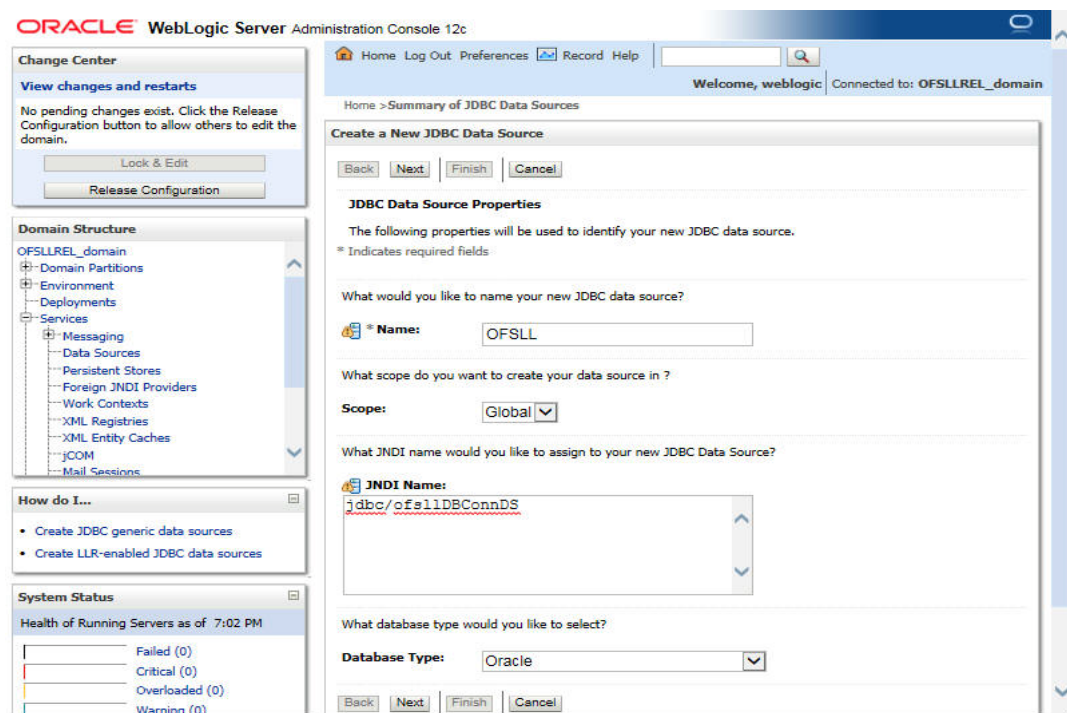 ORACLE WebLogic Server Administration Console 12c
Change Center
View changes and restarts
No pending changes exist. Click the Release
Configuration button to allow others to edit the
domain.
Lock & Edit
Release Configuration
Domain Structure
OFSLLREL_domain
Domain Partitions
Environment
Deployments
Services
Messaging
Data Sources
Persistent Stores
Foreign JNDI Providers
Work Contexts
XML Registries
XML Entity Caches
jCOM
Mail Sessions
How do I...
• Create JDBC generic data sources
• Create LLR-enabled JDBC data sources
System Status
Health of Running Servers as of 7:02 PM
Failed (0)
Critical (0)
Overloaded (0)
Warning (0)
Home Log Out Preferences Record Help
Welcome, weblogic Connected to: OFSLLREL_domain
Home >Summary of JDBC Data Sources
Create a New JDBC Data Source
Back Next Finish Cancel
JDBC Data Source Properties
The following properties will be used to identify your new JDBC data source.
* Indicates required fields
What would you like to name your new JDBC data source?
* Name: OFSLL
What scope do you want to create your data source in ?
Scope: Global
What JNDI name would you like to assign to your new JDBC Data Source?
JNDI Name:
jdbc/ofsllDBConnDS
What database type would you like to select?
Database Type: Oracle
Back Next Finish Cancel